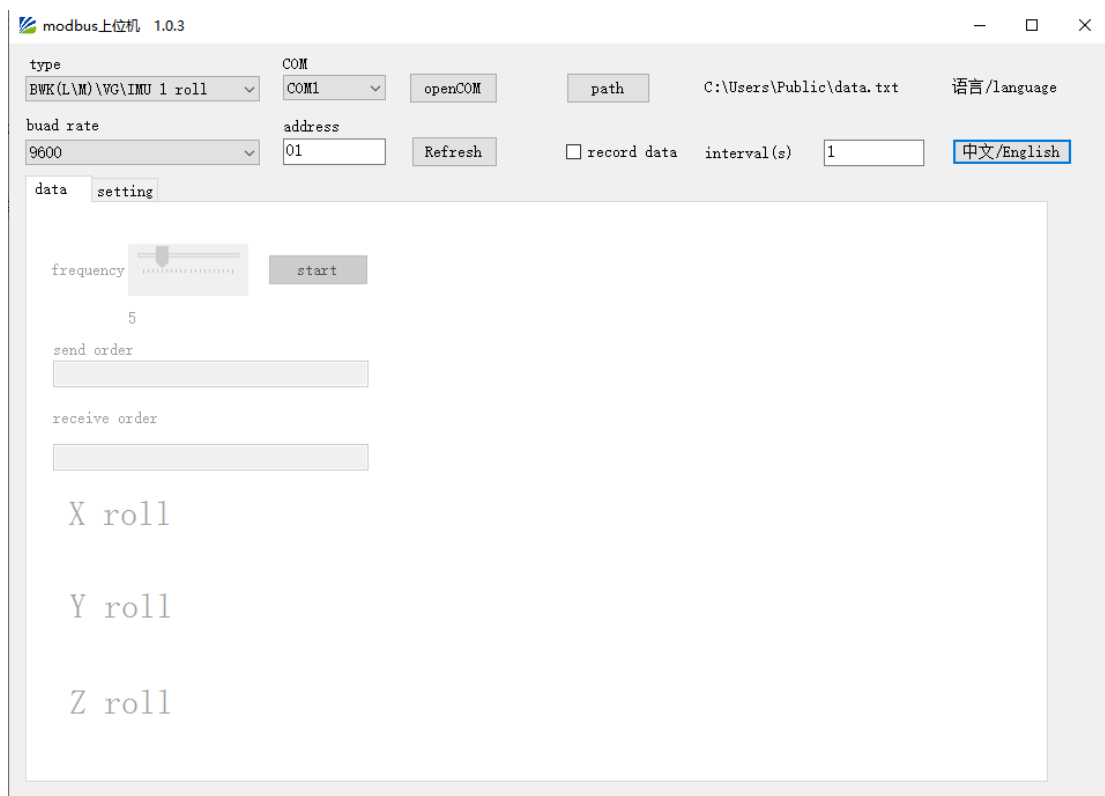 modbus上位机 1.0.3
type
COM
BWK(L\M)\VG\IMU 1 roll
COM1
openCOM
path
C:\Users\Public\data.txt
语言/language
buad rate
address
9600
01
Refresh
record data
interval(s)
1
中文/English
data
setting
frequency
start
5
send order
receive order
X roll
Y roll
Z roll